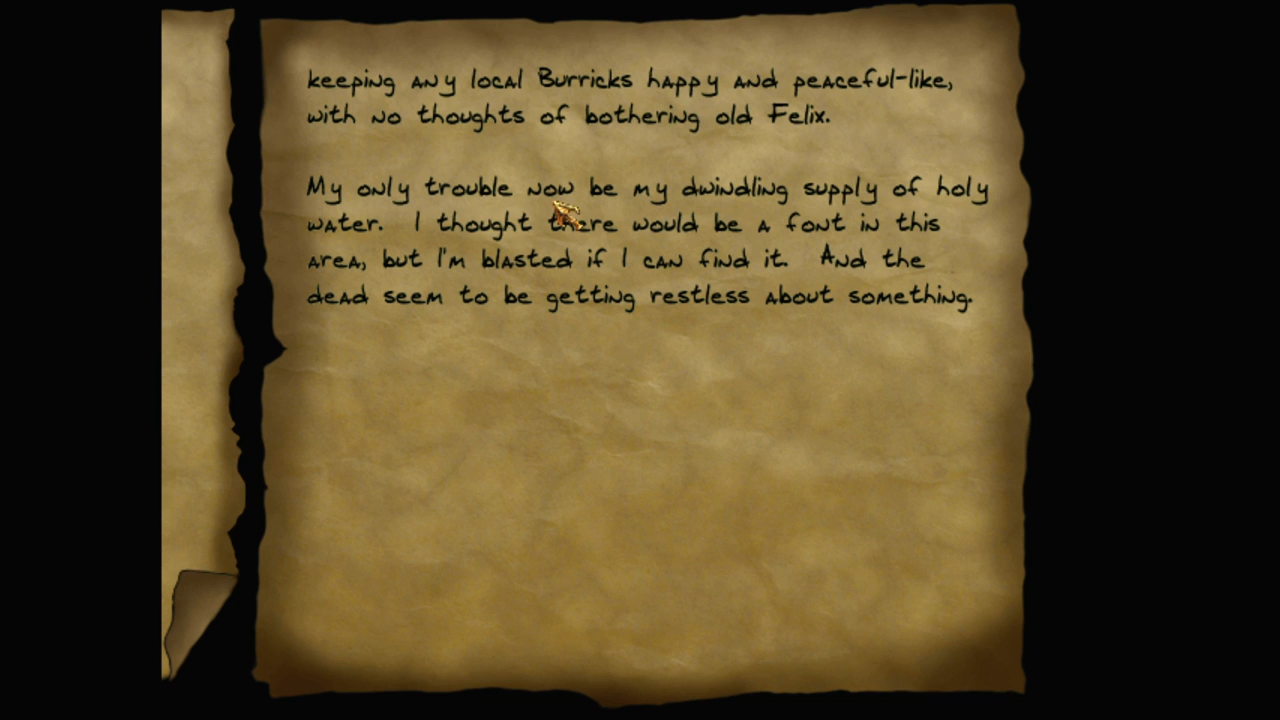 keeping any local Burricks happy and peaceful-like,
with no thoughts of bothering old Felix.
My only trouble now be my dwindling supply of holy
water. I thought there would be a font in this
area, but I'm blasted if I can find it. And the
dead seem to be getting restless about something.